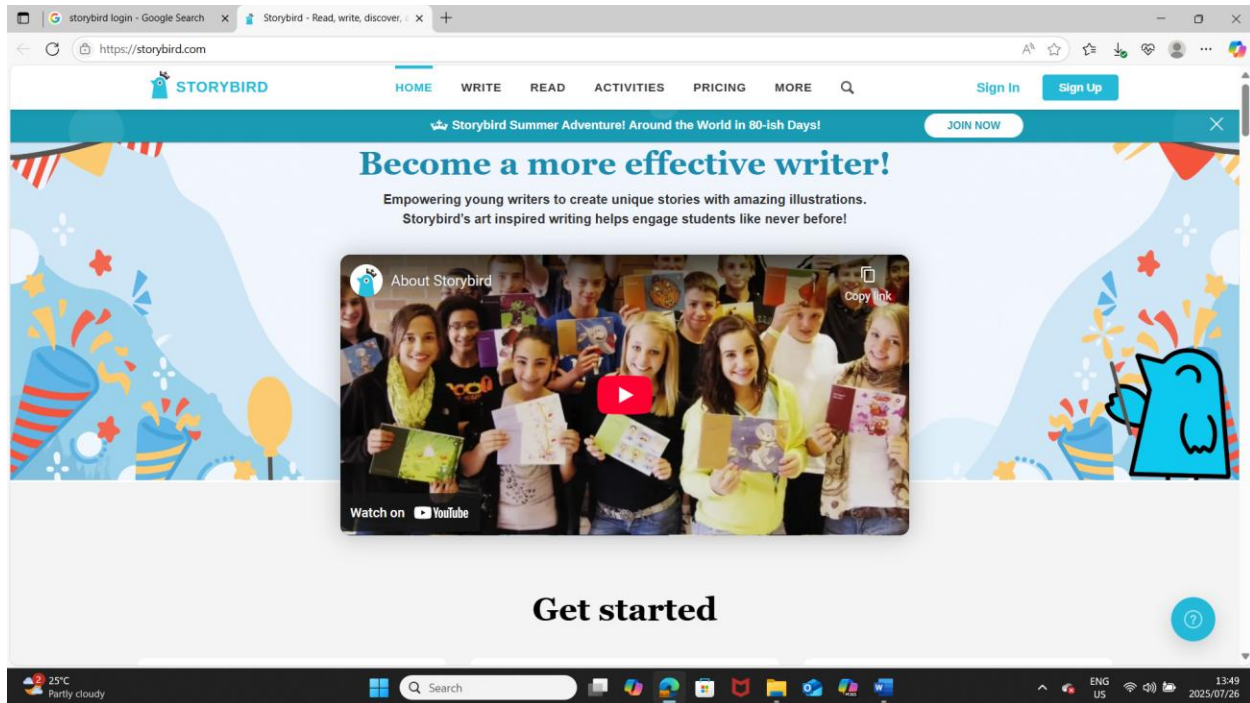 storybird login - Google Search
Storybird - Read, write, discover,
https://storybird.com
STORYBIRD
HOME WRITE READ ACTIVITIES PRICING MORE
Sign In
Sign Up
Storybird Summer Adventure! Around the World in 80-ish Days!
JOIN NOW
Become a more effective writer!
Empowering young writers to create unique stories with amazing illustrations.
Storybird's art inspired writing helps engage students like never before!
About Storybird
Copy link
Watch on YouTube
Get started
2
25°C
Partly cloudy
Search
ENG
US
13:49
2025/07/26